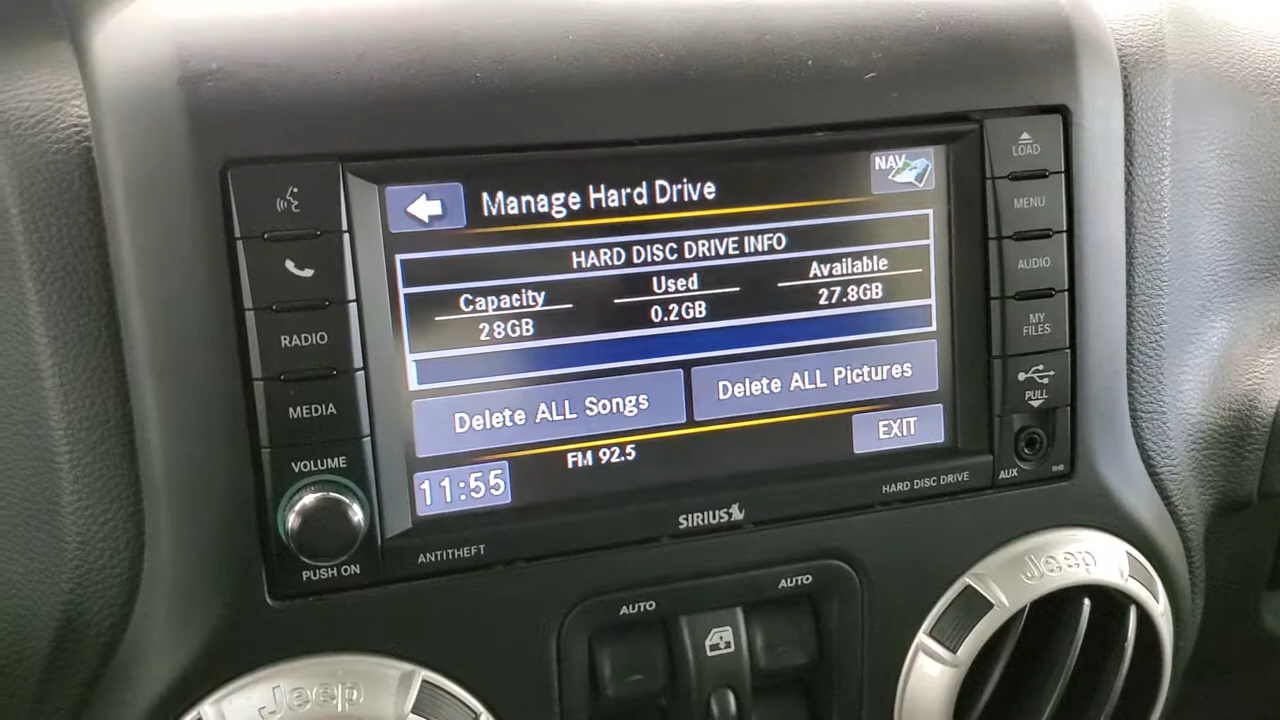 NAV
Manage Hard Drive
HARD DISC DRIVE INFO
Capacity Used Available
28GB 0.2GB 27.8GB
Delete ALL Songs Delete ALL Pictures
EXIT
FM 92.5
11:55
RADIO
MEDIA
VOLUME
PUSH ON
LOAD
MENU
AUDIO
MY
FILES
PULL
AUX RHB
HARD DISC DRIVE
SIRIUS
ANTITHEFT
AUTO AUTO
Jeep
Jeep